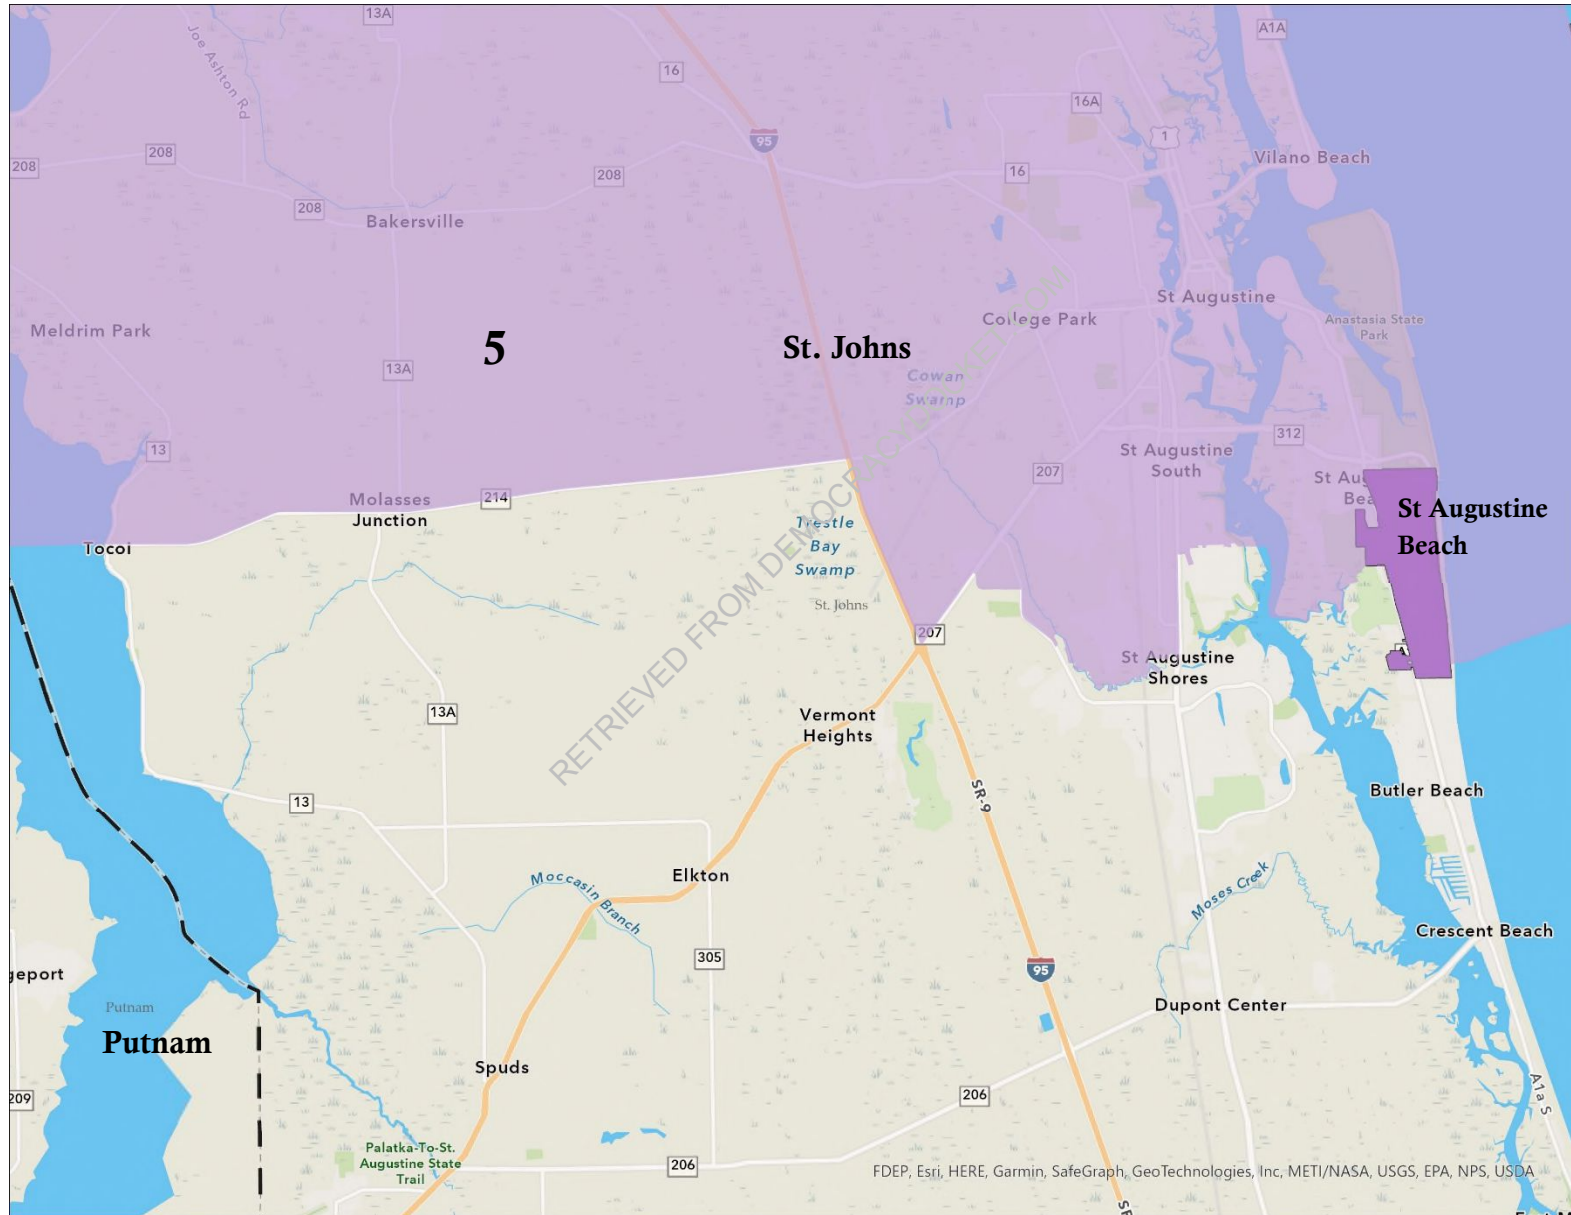 13A
A1A
Joe Ashton Rd
16
16A
95
1
208
208
208
16
Vilano Beach
208
Bakersville
St Augustine
Meldrim Park
College Park
Anastasia State
Park
5
St. Johns
13A
Cowan
Swamp
312
13
St Augustine
South
207
St Aug
Bea
Molasses
Junction
214
St Augustine
Beach
Trestle
Bay
Swamp
Tocoi
St. Johns
207
St Augustine
Shores
RETRIEVED FROM DEMOCRACYDOCKET.COM
13A
Vermont
Heights
SR-9
Butler Beach
13
Elkton
Moccasin Branch
Moses Creek
Crescent Beach
305
95
geport
Putnam
Putnam
Dupont Center
Spuds
206
209
A1a S
Palatka-To-St.
Augustine State
Trail
206
FDEP, Esri, HERE, Garmin, SafeGraph, GeoTechnologies, Inc, METI/NASA, USGS, EPA, NPS, USDA